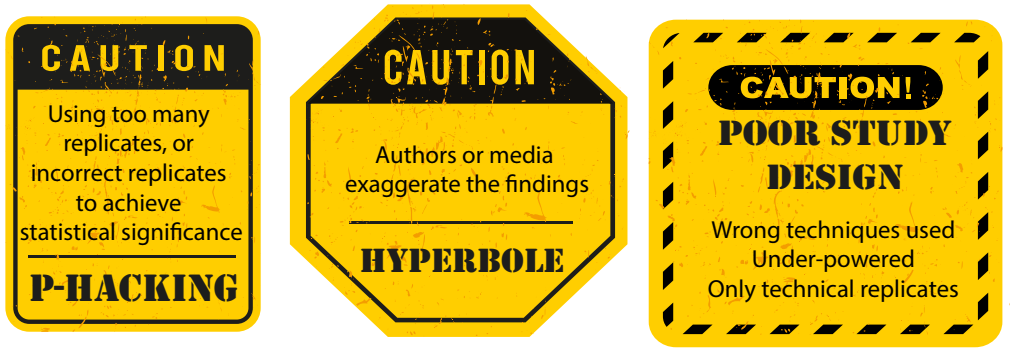 CAUTION
Using too many
replicates, or
incorrect replicates
to achieve
statistical significance
P-HACKING
CAUTION
Authors or media
exaggerate the findings
HYPERBOLE
CAUTION!
POOR STUDY
DESIGN
Wrong techniques used
Under-powered
Only technical replicates